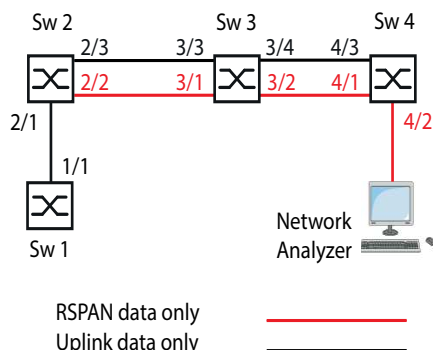 Sw 2 Sw 3 Sw 4
2/3 3/3 3/4 4/3
2/2 3/1 3/2 4/1
2/1 4/2
1/1
Sw 1
Network
Analyzer
RSPAN data only
Uplink data only